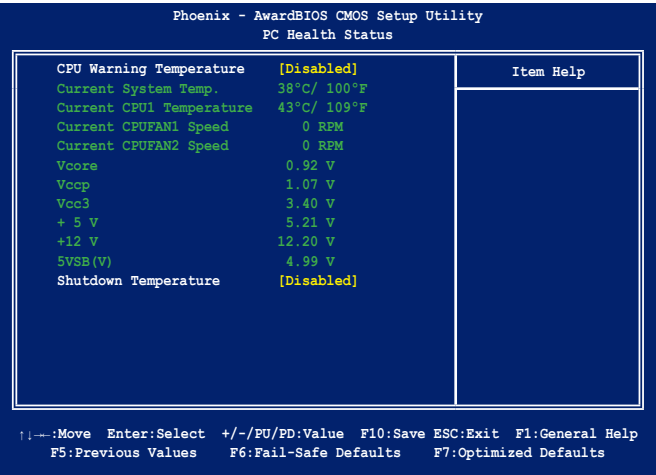 Phoenix - AwardBIOS CMOS Setup Utility
PC Health Status
CPU Warning Temperature [Disabled] Item Help
Current System Temp. 38°C/ 100°F
Current CPU1 Temperature 43°C/ 109°F
Current CPUFAN1 Speed 0 RPM
Current CPUFAN2 Speed 0 RPM
Vcore 0.92 V
Vccp 1.07 V
Vcc3 3.40 V
+ 5 V 5.21 V
+12 V 12.20 V
5VSB(V) 4.99 V
Shutdown Temperature [Disabled]
↑↓→←:Move Enter:Select +/-/PU/PD:Value F10:Save ESC:Exit F1:General Help
F5:Previous Values F6:Fail-Safe Defaults F7:Optimized Defaults